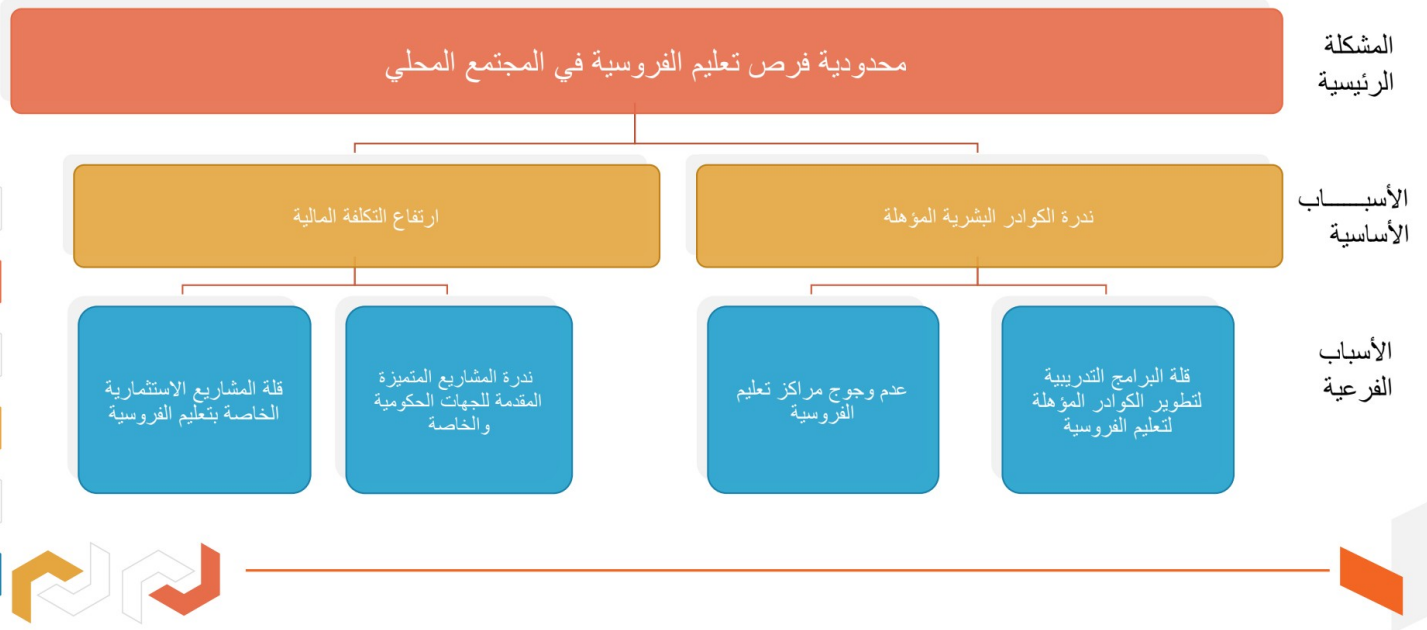 المشكلة
الرئيسية
محدودية فرص تعليم الفروسية في المجتمع المحلي
الأسبـــــاب
الأساسية
ندرة الكوادر البشرية المؤهلة
ارتفاع التكلفة المالية
الأسباب
الفرعية
قلة البرامج التدريبية
لتطوير الكوادر المؤهلة
لتعليم الفروسية
عدم وجوج مراكز تعليم
الفروسية
ندرة المشاريع المتميزة
المقدمة للجهات الحكومية
والخاصة
قلة المشاريع الاستثمارية
الخاصة بتعليم الفروسية